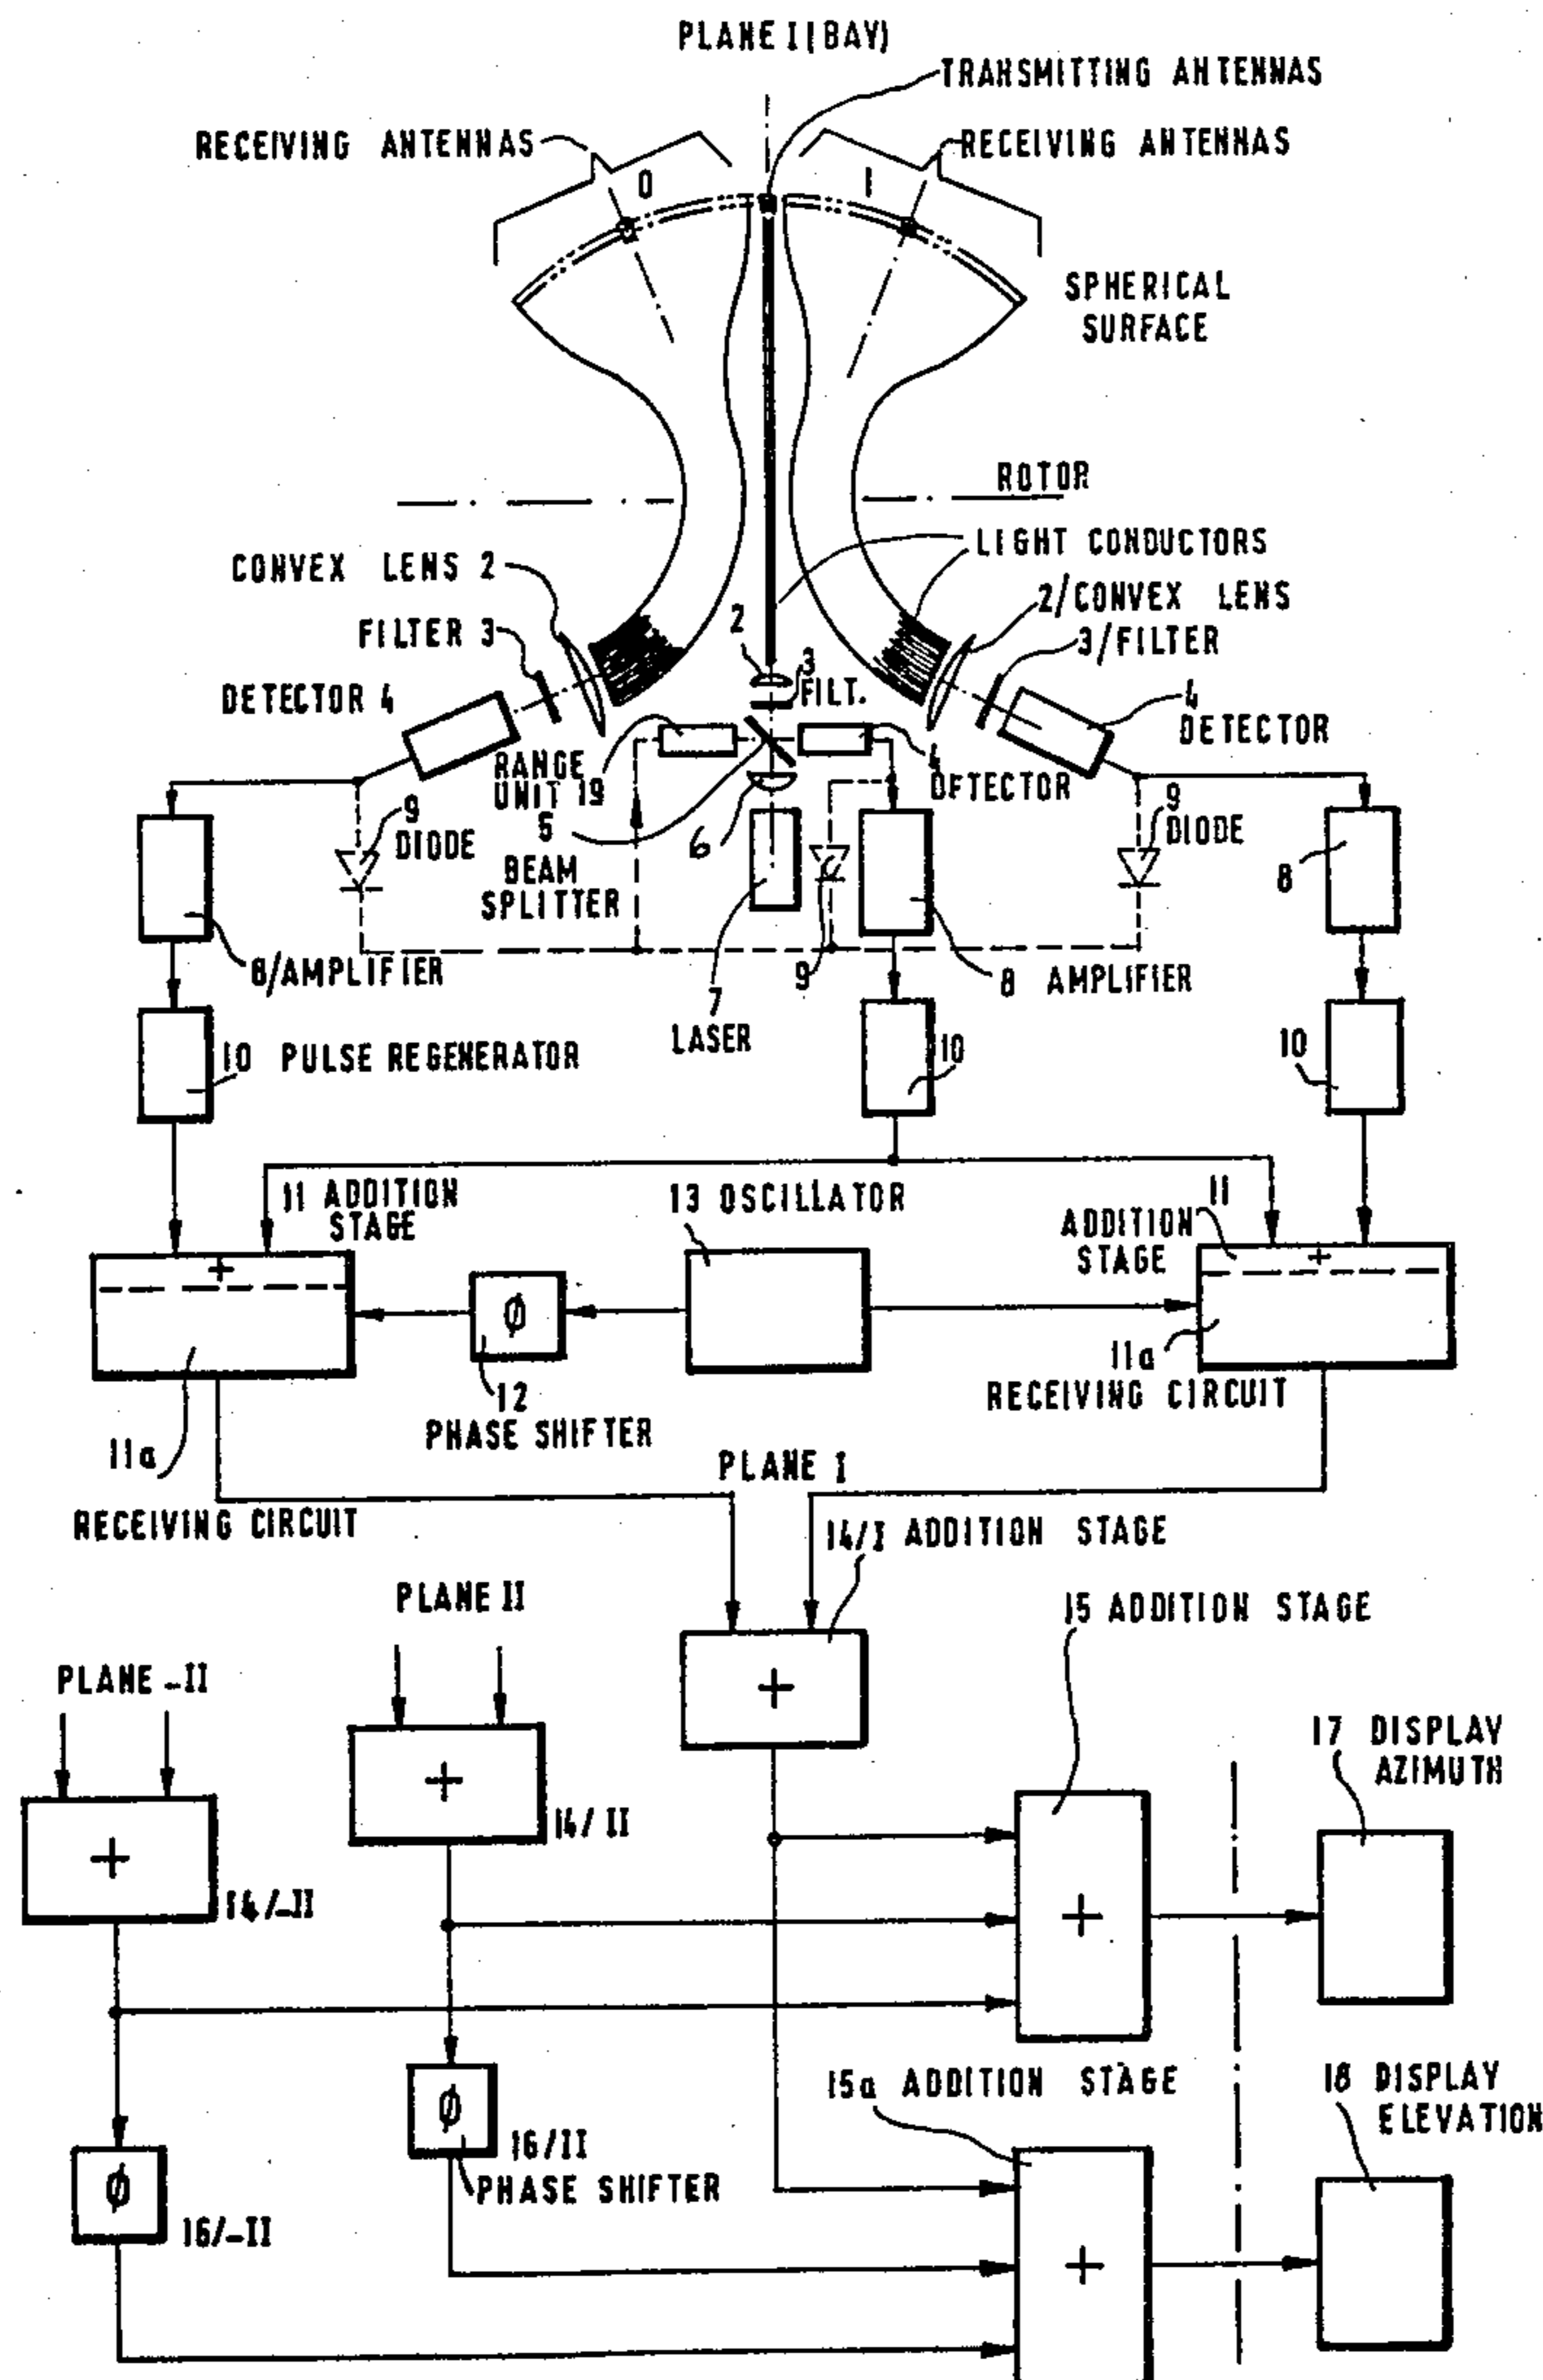 PLANE I (BAY)
TRANSMITTING ANTENNAS
RECEIVING ANTENNAS
RECEIVING ANTENNAS
0
I
SPHERICAL
SURFACE
ROTOR
LIGHT CONDUCTORS
CONVEX LENS 2
2/CONVEX LENS
2
FILTER 3
3/FILTER
3
FILT.
DETECTOR 4
4
DETECTOR
RANGE
UNIT 19
4
DETECTOR
9
DIODE
5
BEAM
SPLITTER
6
9
DIODE
8
8/AMPLIFIER
7
LASER
9
8 AMPLIFIER
10 PULSE REGENERATOR
10
10
11 ADDITION
STAGE
13 OSCILLATOR
11
ADDITION
STAGE
+
+
Ø
12
PHASE SHIFTER
11a
RECEIVING CIRCUIT
11a
RECEIVING CIRCUIT
PLANE I
14/I ADDITION STAGE
PLANE II
15 ADDITION STAGE
PLANE -II
+
17 DISPLAY
AZIMUTH
+
14/II
+
14/-II
+
15a ADDITION STAGE
18 DISPLAY
ELEVATION
Ø
16/II
PHASE SHIFTER
Ø
16/-II
+